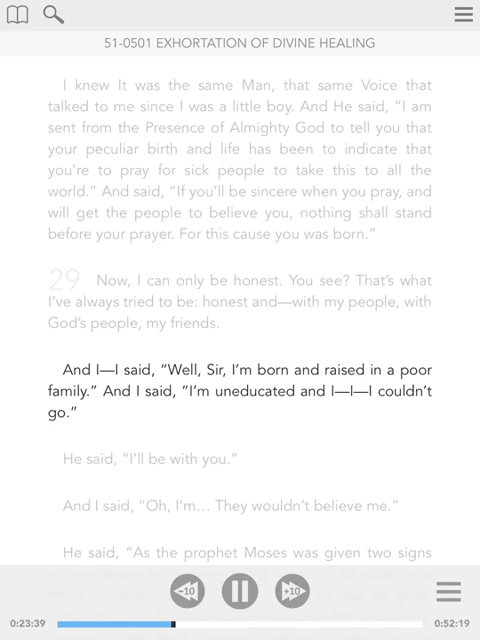 51-0501 EXHORTATION OF DIVINE HEALING
I knew It was the same Man, that same Voice that
talked to me since I was a little boy. And He said, “I am
sent from the Presence of Almighty God to tell you that
your peculiar birth and life has been to indicate that
you’re to pray for sick people to take this to all the
world.” And said, “If you’ll be sincere when you pray, and
will get the people to believe you, nothing shall stand
before your prayer. For this cause you was born.”
29 Now, I can only be honest. You see? That’s what
I’ve always tried to be: honest and—with my people, with
God’s people, my friends.
And I—I said, “Well, Sir, I’m born and raised in a poor
family.” And I said, “I’m uneducated and I—I—I couldn’t
go.”
He said, “I’ll be with you.”
And I said, “Oh, I’m… They wouldn’t believe me.”
He said, “As the prophet Moses was given two signs
-10 +10
0:23:39 0:52:19